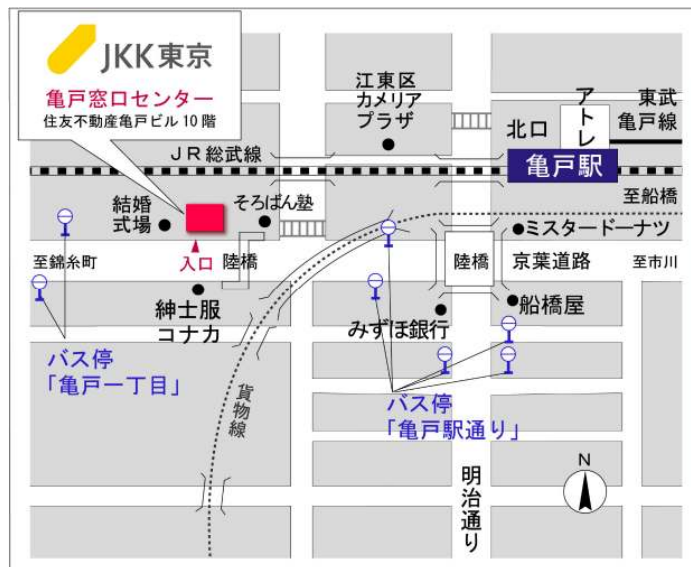 JKK東京
亀戸窓口センター
住友不動産亀戸ビル10階
江東区
カメリア
プラザ
北口
アトレ
東武
亀戸線
JR総武線
亀戸駅
至船橋
結婚
式場
そろばん塾
ミスタードーナツ
至錦糸町
入口
陸橋
陸橋
京葉道路
至市川
紳士服
コナカ
みずほ銀行
船橋屋
バス停
「亀戸一丁目」
貨物線
バス停
「亀戸駅通り」
明治通り
N